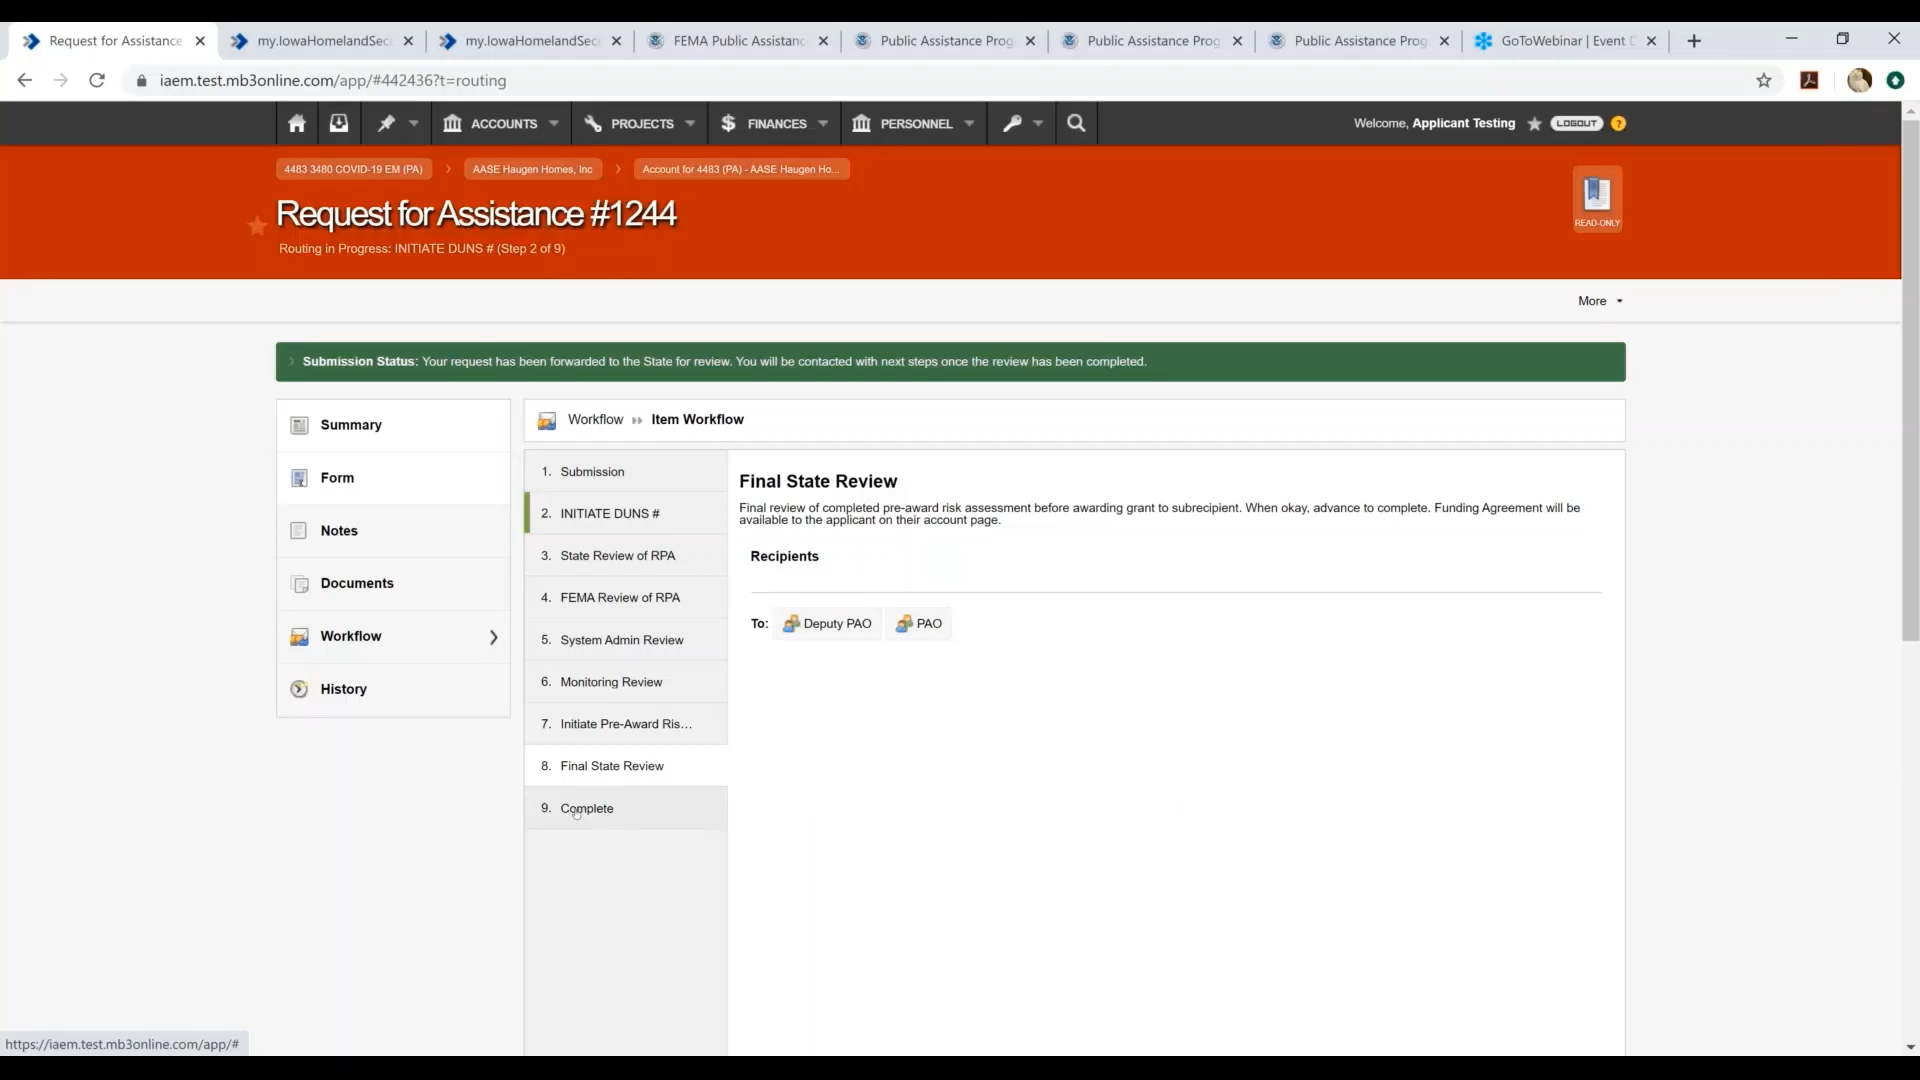 Request for Assistance
my.IowaHomelandSec
my.IowaHomelandSec
FEMA Public Assistanc
Public Assistance Prog
Public Assistance Prog
Public Assistance Prog
GoToWebinar | Event D
iaem.test.mb3online.com/app/#442436?t=routing
ACCOUNTS
PROJECTS
FINANCES
PERSONNEL
Welcome, Applicant Testing
LOGOUT
?
4483 3480 COVID-19 EM (PA)
AASE Haugen Homes, Inc
Account for 4483 (PA) - AASE Haugen Ho...
Request for Assistance #1244
READ-ONLY
Routing in Progress: INITIATE DUNS # (Step 2 of 9)
More
Submission Status: Your request has been forwarded to the State for review. You will be contacted with next steps once the review has been completed.
Summary
Form
Notes
Documents
Workflow
History
Workflow
Item Workflow
1. Submission
2. INITIATE DUNS #
3. State Review of RPA
4. FEMA Review of RPA
5. System Admin Review
6. Monitoring Review
7. Initiate Pre-Award Ris...
8. Final State Review
9. Complete
Final State Review
Final review of completed pre-award risk assessment before awarding grant to subrecipient. When okay, advance to complete. Funding Agreement will be
available to the applicant on their account page.
Recipients
To: Deputy PAO PAO
https://iaem.test.mb3online.com/app/#